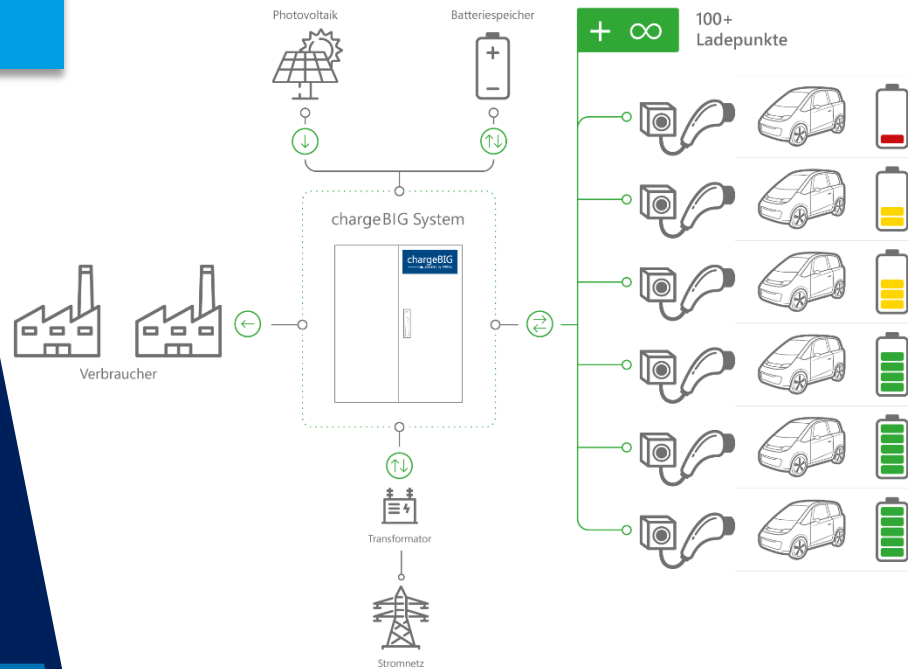 Photovoltaik
Batteriespeicher
+ ∞
100+
Ladepunkte
chargeBIG System
chargeBIG
Verbraucher
Transformator
Stromnetz